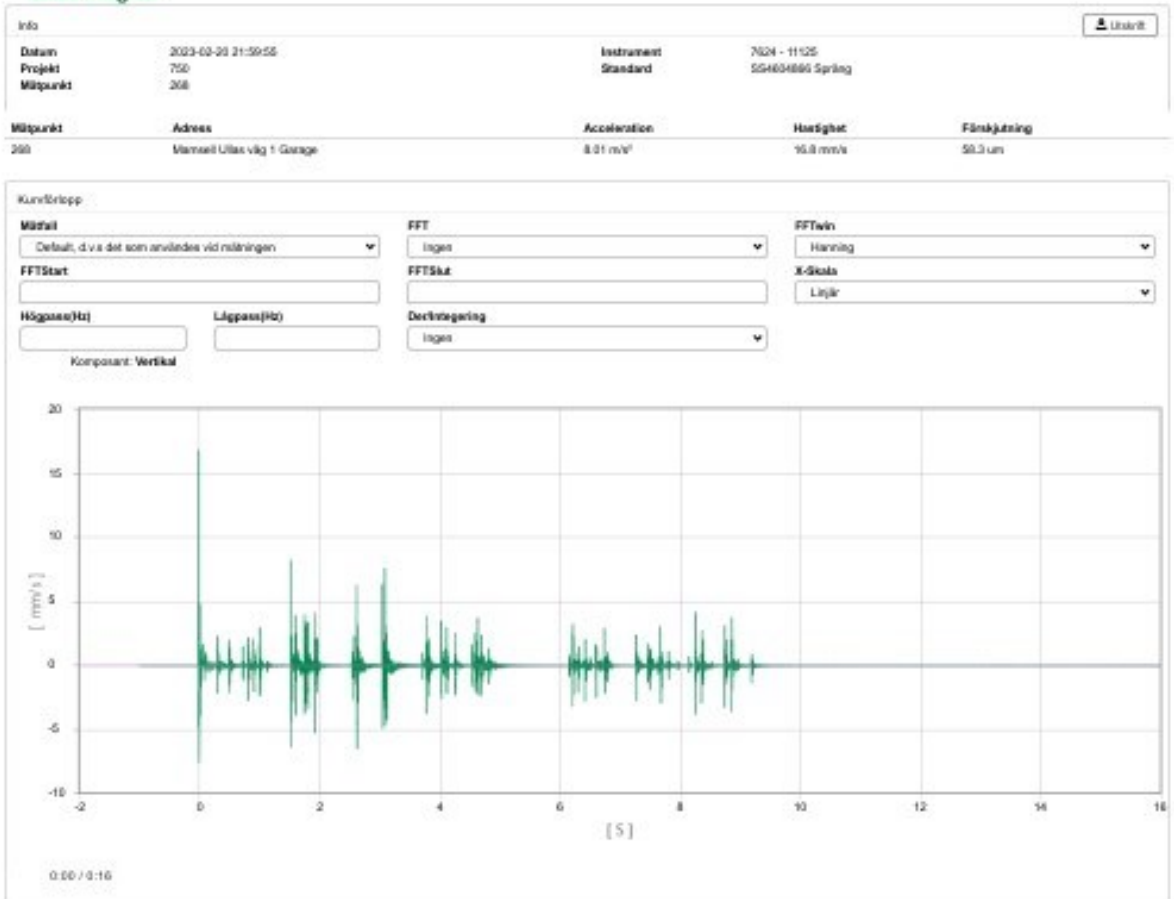 Info
Utskrift
Datum 2023-02-20 21:59:55 Instrument 7624 - 11125
Projekt 750 Standard SS4604866 Spräng
Mätpunkt 268
Mätpunkt Adress Acceleration Hastighet Förskjutning
268 Mamsell Ullas väg 1 Garage 8.01 m/s² 16.8 mm/s 58.3 um
Kurvförlopp
Mätfall FFT FFTwin
Default, d.v.s det som användes vid mätningen Ingen Hanning
FFTStart FFTSlut X-Skala
Linjär
Högpass(Hz) Lågpass(Hz) Der/Integering
Ingen
Komposant: Vertikal
20
15
10
[ mm/s ]
5
0
-5
-10
-2 0 2 4 6 8 10 12 14 16
[ S ]
0:00 / 0:16